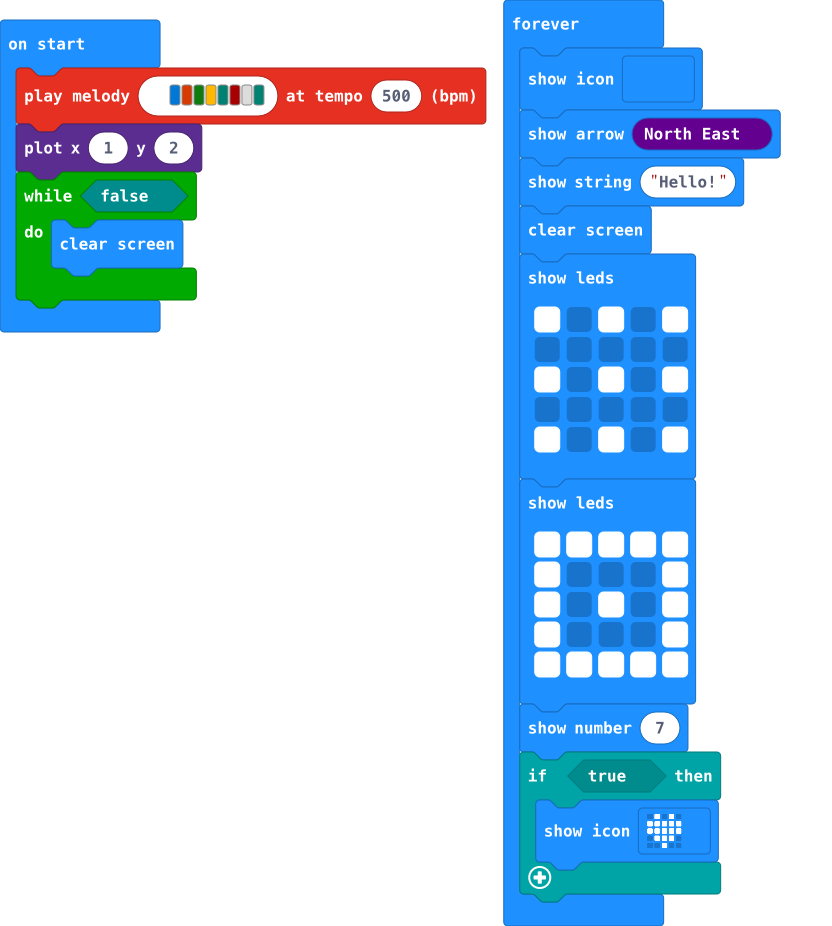 on start
play melody at tempo 500 (bpm)
plot x 1 y 2
while false
do clear screen
forever
show icon
show arrow North East
show string "Hello!"
clear screen
show leds
show leds
show number 7
if true then
show icon